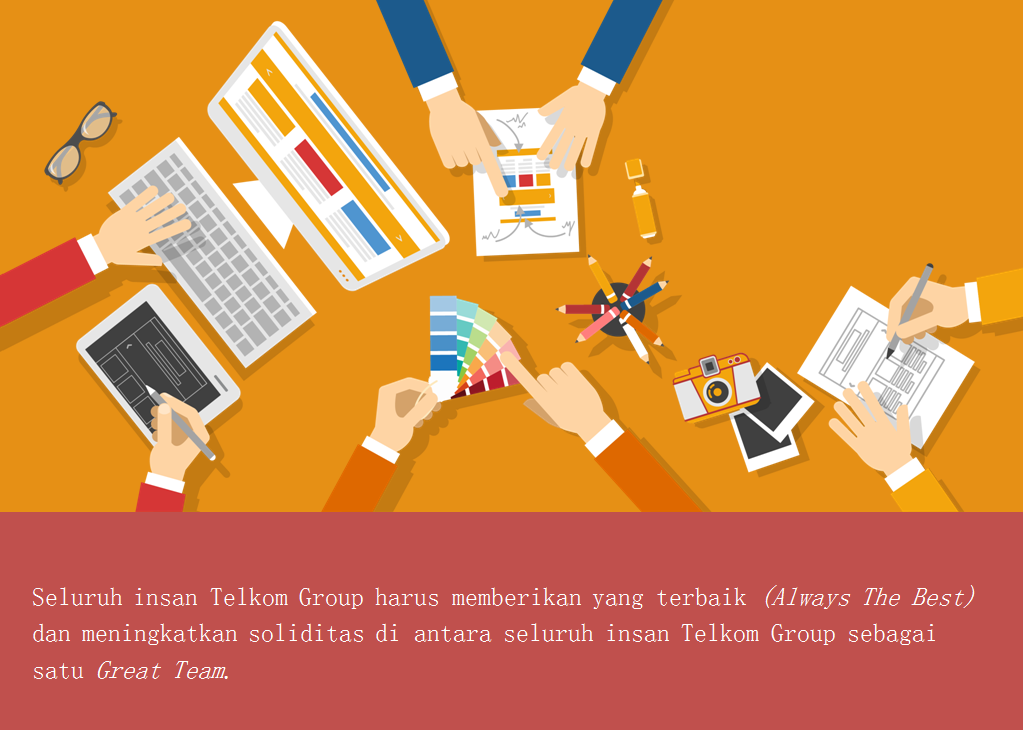 Seluruh insan Telkom Group harus memberikan yang terbaik (Always The Best)
dan meningkatkan soliditas di antara seluruh insan Telkom Group sebagai
satu Great Team.